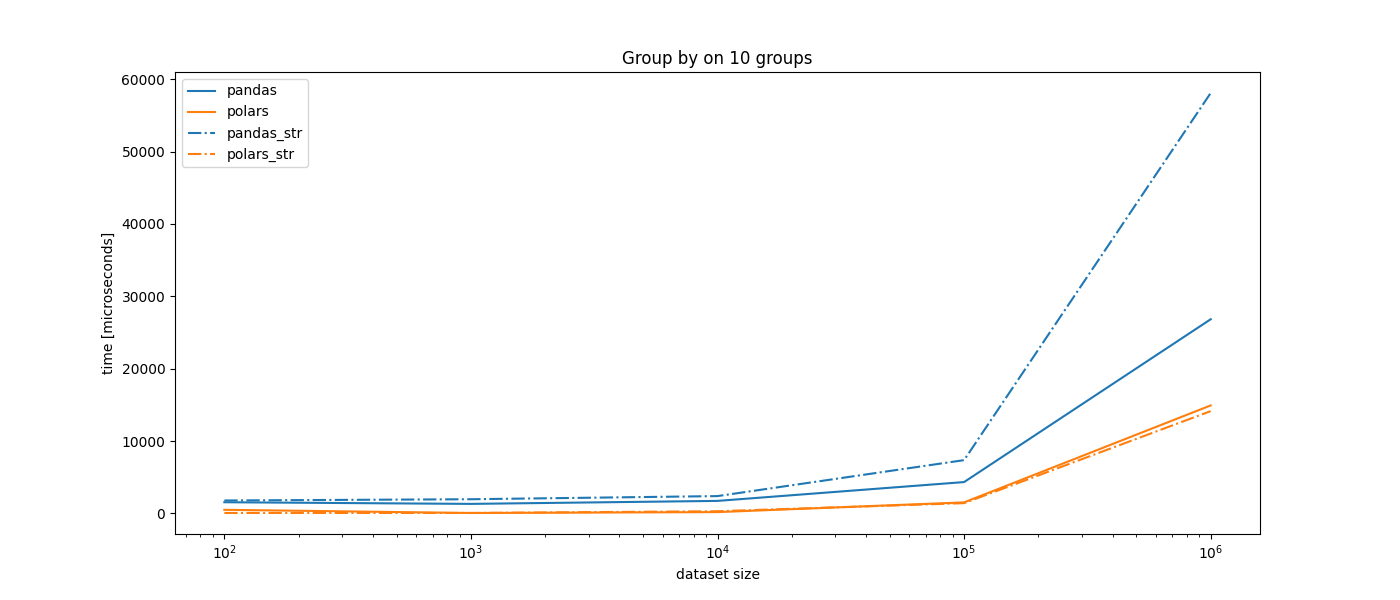 Group by on 10 groups
pandas
polars
pandas_str
polars_str
time [microseconds]
60000
50000
40000
30000
20000
10000
0
10²
10³
10⁴
10⁵
10⁶
dataset size